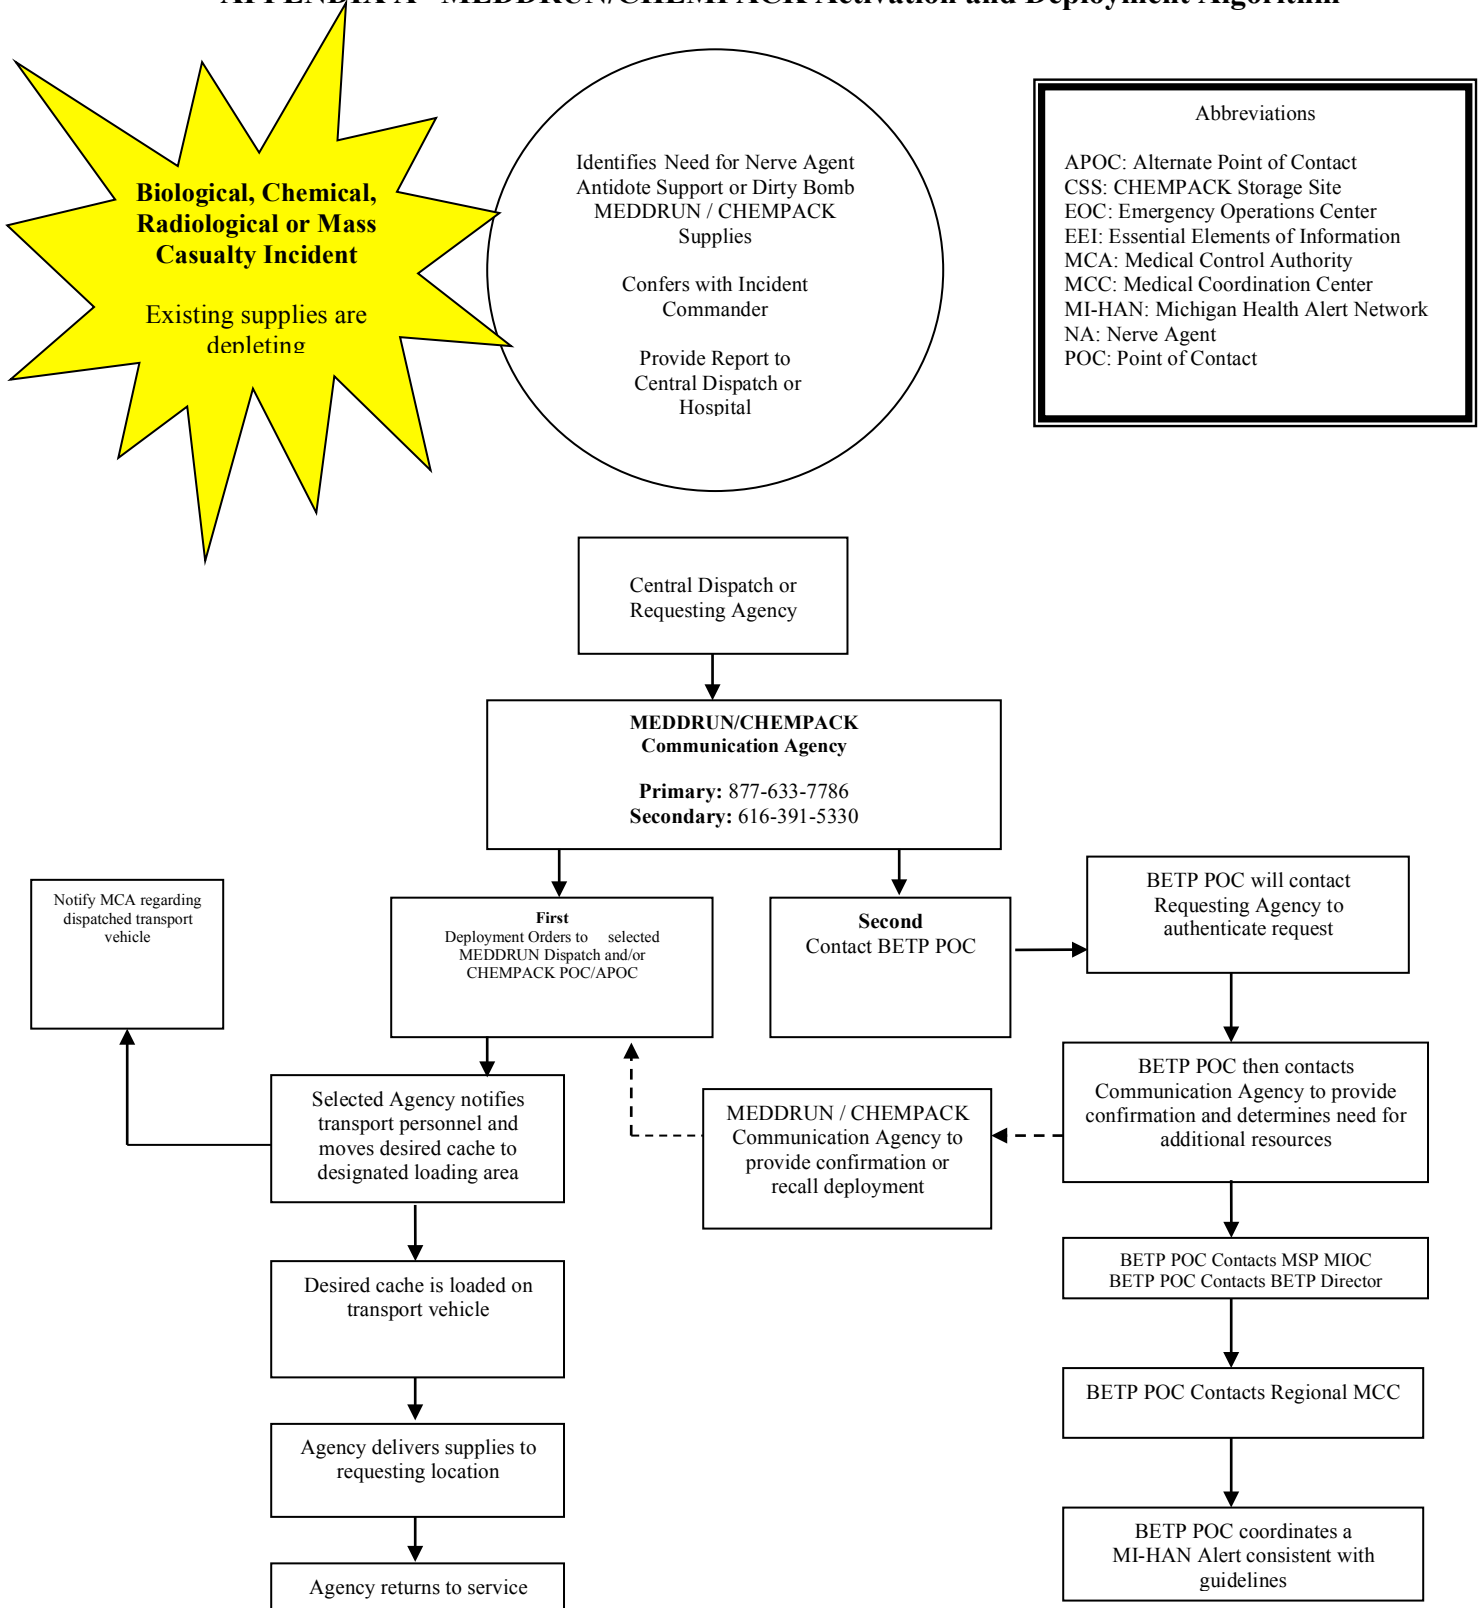 APPENDIX A MEDDRUN/CHEMPACK Activation and Deployment Algorithm
Biological, Chemical,
Radiological or Mass
Casualty Incident
Existing supplies are
depleting
Identifies Need for Nerve Agent
Antidote Support or Dirty Bomb
MEDDRUN / CHEMPACK
Supplies
Confers with Incident
Commander
Provide Report to
Central Dispatch or
Hospital
Abbreviations
APOC: Alternate Point of Contact
CSS: CHEMPACK Storage Site
EOC: Emergency Operations Center
EEI: Essential Elements of Information
MCA: Medical Control Authority
MCC: Medical Coordination Center
MI-HAN: Michigan Health Alert Network
NA: Nerve Agent
POC: Point of Contact
Central Dispatch or
Requesting Agency
MEDDRUN/CHEMPACK
Communication Agency
Primary: 877-633-7786
Secondary: 616-391-5330
Notify MCA regarding
dispatched transport
vehicle
First
Deployment Orders to selected
MEDDRUN Dispatch and/or
CHEMPACK POC/APOC
Second
Contact BETP POC
BETP POC will contact
Requesting Agency to
authenticate request
Selected Agency notifies
transport personnel and
moves desired cache to
designated loading area
MEDDRUN / CHEMPACK
Communication Agency to
provide confirmation or
recall deployment
BETP POC then contacts
Communication Agency to provide
confirmation and determines need for
additional resources
Desired cache is loaded on
transport vehicle
BETP POC Contacts MSP MIOC
BETP POC Contacts BETP Director
BETP POC Contacts Regional MCC
Agency delivers supplies to
requesting location
BETP POC coordinates a
MI-HAN Alert consistent with
guidelines
Agency returns to service